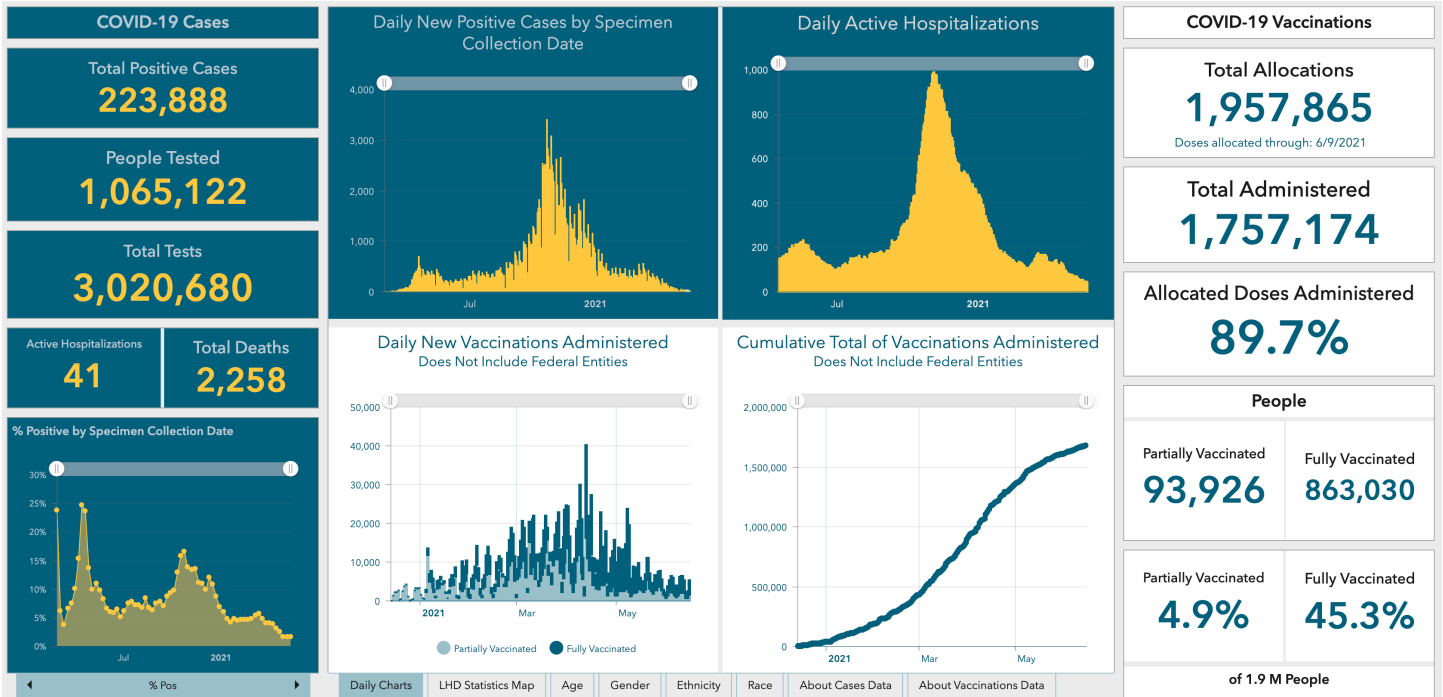 COVID-19 Cases
Total Positive Cases
223,888
People Tested
1,065,122
Total Tests
3,020,680
Active Hospitalizations
41
Total Deaths
2,258
% Positive by Specimen Collection Date
30%
25%
20%
15%
10%
5%
0%
Jul
2021
% Pos
Daily New Positive Cases by Specimen
Collection Date
4,000
3,000
2,000
1,000
0
Jul
2021
Daily Active Hospitalizations
1,000
800
600
400
200
0
Jul
2021
Daily New Vaccinations Administered
Does Not Include Federal Entities
50,000
40,000
30,000
20,000
10,000
0
2021
Mar
May
Partially Vaccinated
Fully Vaccinated
Cumulative Total of Vaccinations Administered
Does Not Include Federal Entities
2,000,000
1,500,000
1,000,000
500,000
0
2021
Mar
May
Daily Charts
LHD Statistics Map
Age
Gender
Ethnicity
Race
About Cases Data
About Vaccinations Data
COVID-19 Vaccinations
Total Allocations
1,957,865
Doses allocated through: 6/9/2021
Total Administered
1,757,174
Allocated Doses Administered
89.7%
People
Partially Vaccinated
93,926
Fully Vaccinated
863,030
Partially Vaccinated
4.9%
Fully Vaccinated
45.3%
of 1.9 M People